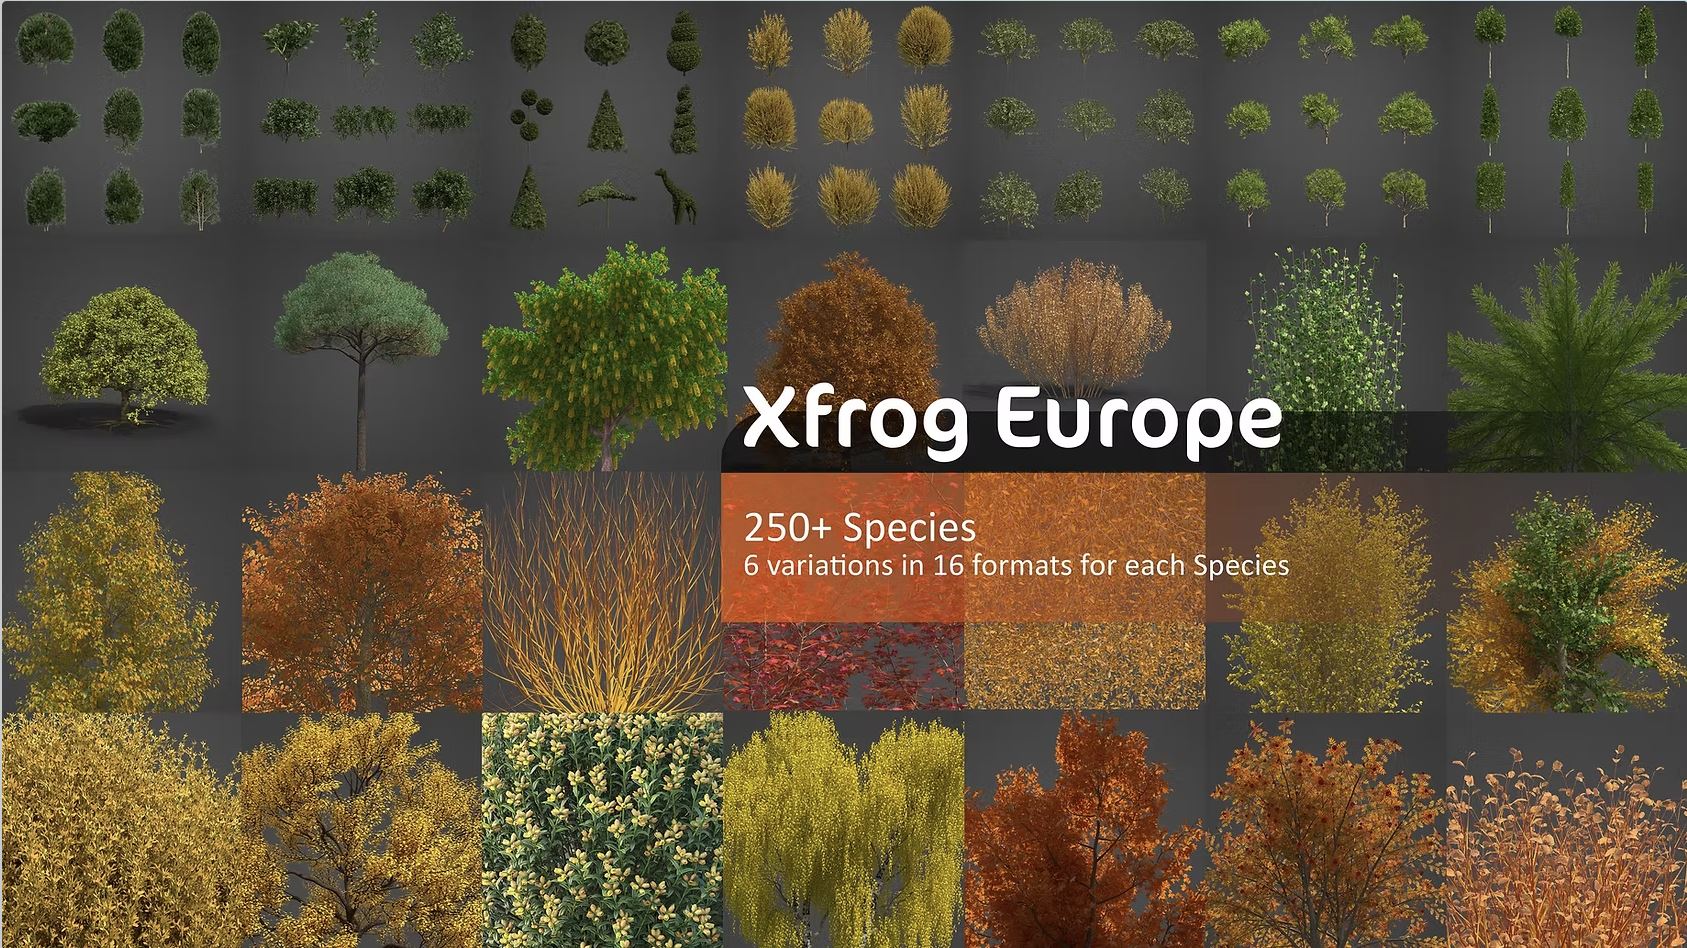 Xfrog Europe
250+ Species
6 variations in 16 formats for each Species